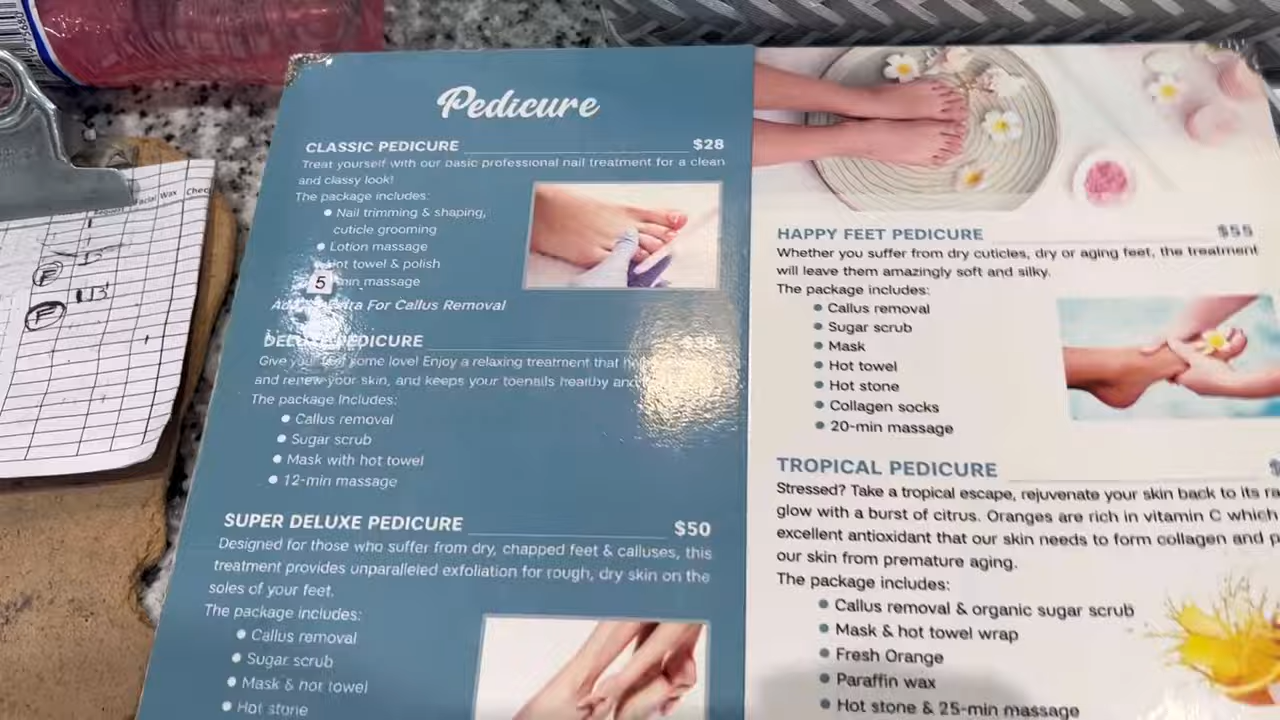 Pedicure
CLASSIC PEDICURE $28
Treat yourself with our basic professional nail treatment for a clean
and classy look!
The package includes:
Nail trimming & shaping,
cuticle grooming
Lotion massage
Hot towel & polish
5 min massage
Extra For Callus Removal
DELUXE PEDICURE
Give your feet some love! Enjoy a relaxing treatment that
and renew your skin, and keeps your toenails healthy and
The package Includes:
Callus removal
Sugar scrub
Mask with hot towel
12-min massage
SUPER DELUXE PEDICURE $50
Designed for those who suffer from dry, chapped feet & calluses, this
treatment provides unparalleled exfoliation for rough, dry skin on the
soles of your feet.
The package includes:
Callus removal
Sugar scrub
Mask & hot towel
Hot stone
HAPPY FEET PEDICURE $55
Whether you suffer from dry cuticles, dry or aging feet, the treatment
will leave them amazingly soft and silky.
The package includes:
Callus removal
Sugar scrub
Mask
Hot towel
Hot stone
Collagen socks
20-min massage
TROPICAL PEDICURE
Stressed? Take a tropical escape, rejuvenate your skin back to its
glow with a burst of citrus. Oranges are rich in vitamin C which
excellent antioxidant that our skin needs to form collagen and
our skin from premature aging.
The package includes:
Callus removal & organic sugar scrub
Mask & hot towel wrap
Fresh Orange
Paraffin wax
Hot stone & 25-min massage
Facial Wax